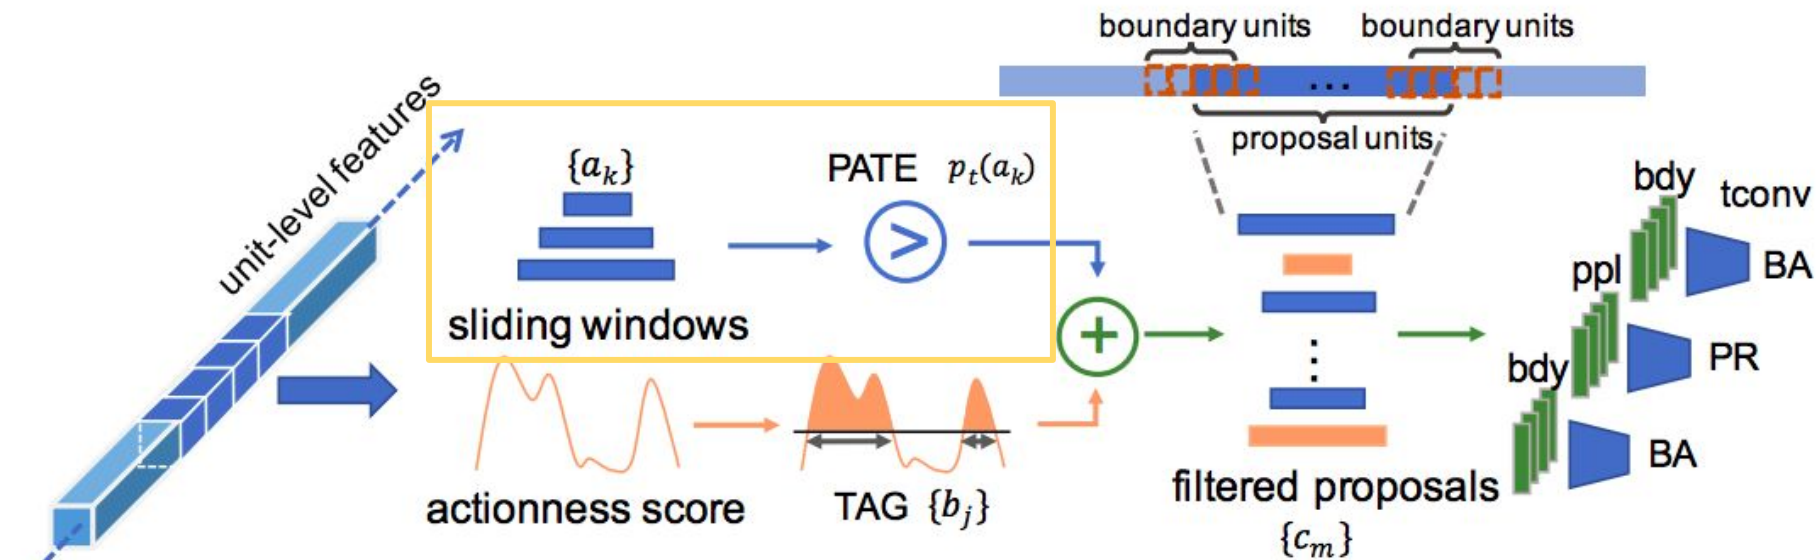 boundary units
boundary units
proposal units
unit-level features
{a_k}
PATE p_t(a_k)
>
sliding windows
+
actionness score
TAG {b_j}
...
filtered proposals
{c_m}
bdy
tconv
BA
ppl
PR
bdy
BA